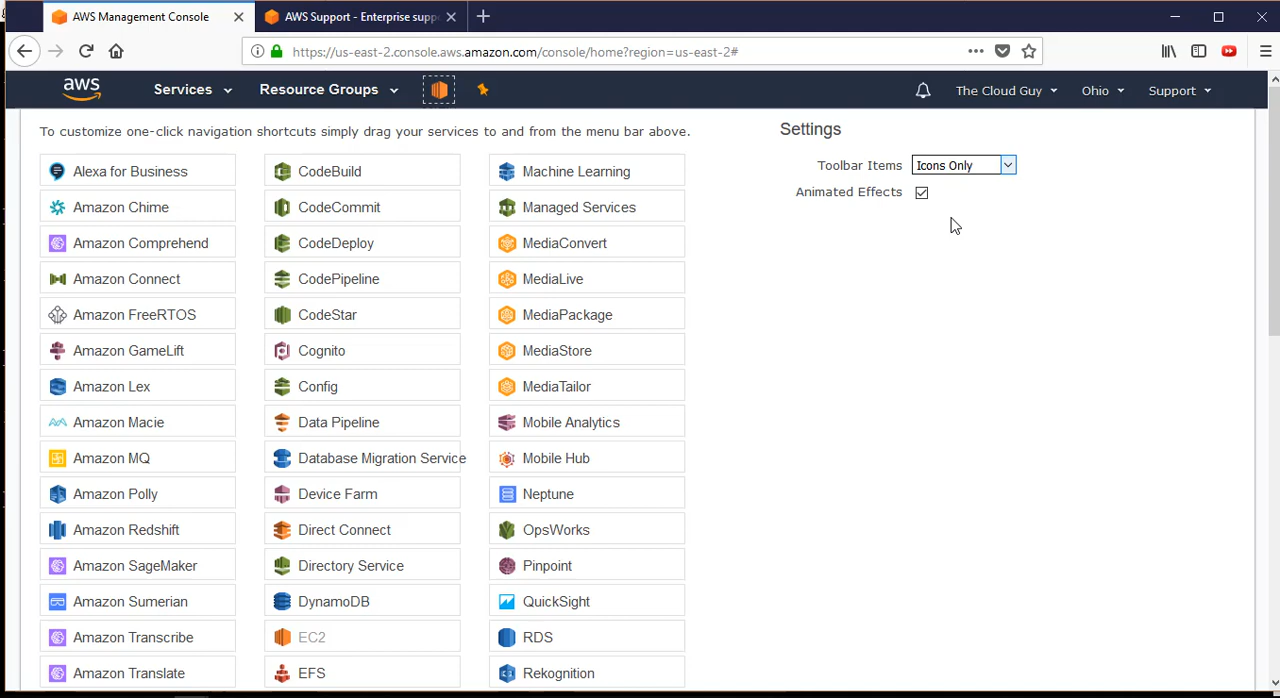 AWS Management Console
AWS Support - Enterprise suppo
https://us-east-2.console.aws.amazon.com/console/home?region=us-east-2#
aws
Services
Resource Groups
The Cloud Guy
Ohio
Support
To customize one-click navigation shortcuts simply drag your services to and from the menu bar above.
Settings
Toolbar Items
Icons Only
Animated Effects
Alexa for Business
Amazon Chime
Amazon Comprehend
Amazon Connect
Amazon FreeRTOS
Amazon GameLift
Amazon Lex
Amazon Macie
Amazon MQ
Amazon Polly
Amazon Redshift
Amazon SageMaker
Amazon Sumerian
Amazon Transcribe
Amazon Translate
CodeBuild
CodeCommit
CodeDeploy
CodePipeline
CodeStar
Cognito
Config
Data Pipeline
Database Migration Service
Device Farm
Direct Connect
Directory Service
DynamoDB
EC2
EFS
Machine Learning
Managed Services
MediaConvert
MediaLive
MediaPackage
MediaStore
MediaTailor
Mobile Analytics
Mobile Hub
Neptune
OpsWorks
Pinpoint
QuickSight
RDS
Rekognition